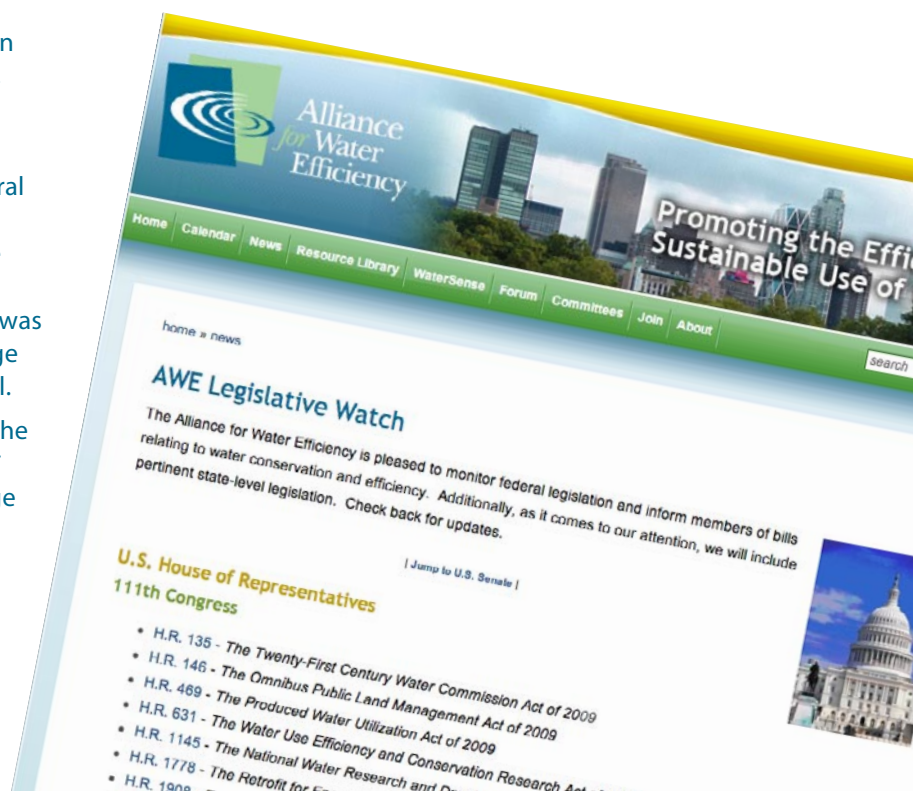 n
ral
was
ge
l.
he
ge
Alliance
for Water
Efficiency
Promoting the Effic
Sustainable Use of
Home Calendar News Resource Library WaterSense Forum Committees Join About
search
home » news
AWE Legislative Watch
The Alliance for Water Efficiency is pleased to monitor federal legislation and inform members of bills
relating to water conservation and efficiency. Additionally, as it comes to our attention, we will include
pertinent state-level legislation. Check back for updates.
| Jump to U.S. Senate |
U.S. House of Representatives
111th Congress
• H.R. 135 - The Twenty-First Century Water Commission Act of 2009
• H.R. 146 - The Omnibus Public Land Management Act of 2009
• H.R. 469 - The Produced Water Utilization Act of 2009
• H.R. 631 - The Water Use Efficiency and Conservation Research Act
• H.R. 1145 - The National Water Research and
• H.R. 1778 - The Retrofit for
• H.R. 1908 -